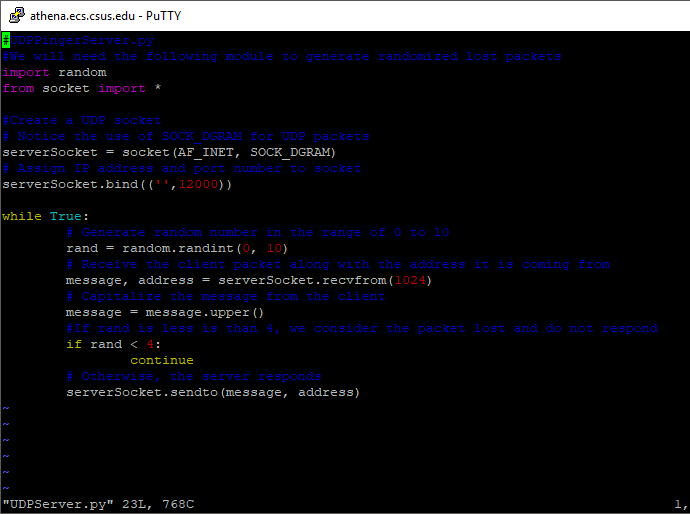 athena.ecs.csus.edu - PuTTY
#UDPPingerServer.py
#We will need the following module to generate randomized lost packets
import random
from socket import *
#Create a UDP socker
# Notice the use of SOCK_DGRAM for UDP packets
serverSocket = socket(AF_INET, SOCK_DGRAM)
# Assign IP address and port number to socket
serverSocket.bind(('',12000))
while True:
# Generate random number in the range of 0 to 10
rand = random.randint(0, 10)
# Receive the client packet along with the address it is coming from
message, address = serverSocket.recvfrom(1024)
# Capitalize the message from the client
message = message.upper()
#If rand is less is than 4, we consider the packet lost and do not respond
if rand < 4:
continue
# Otherwise, the server responds
serverSocket.sendto(message, address)
~
~
~
~
~
~
"UDPServer.py" 23L, 768C 1,